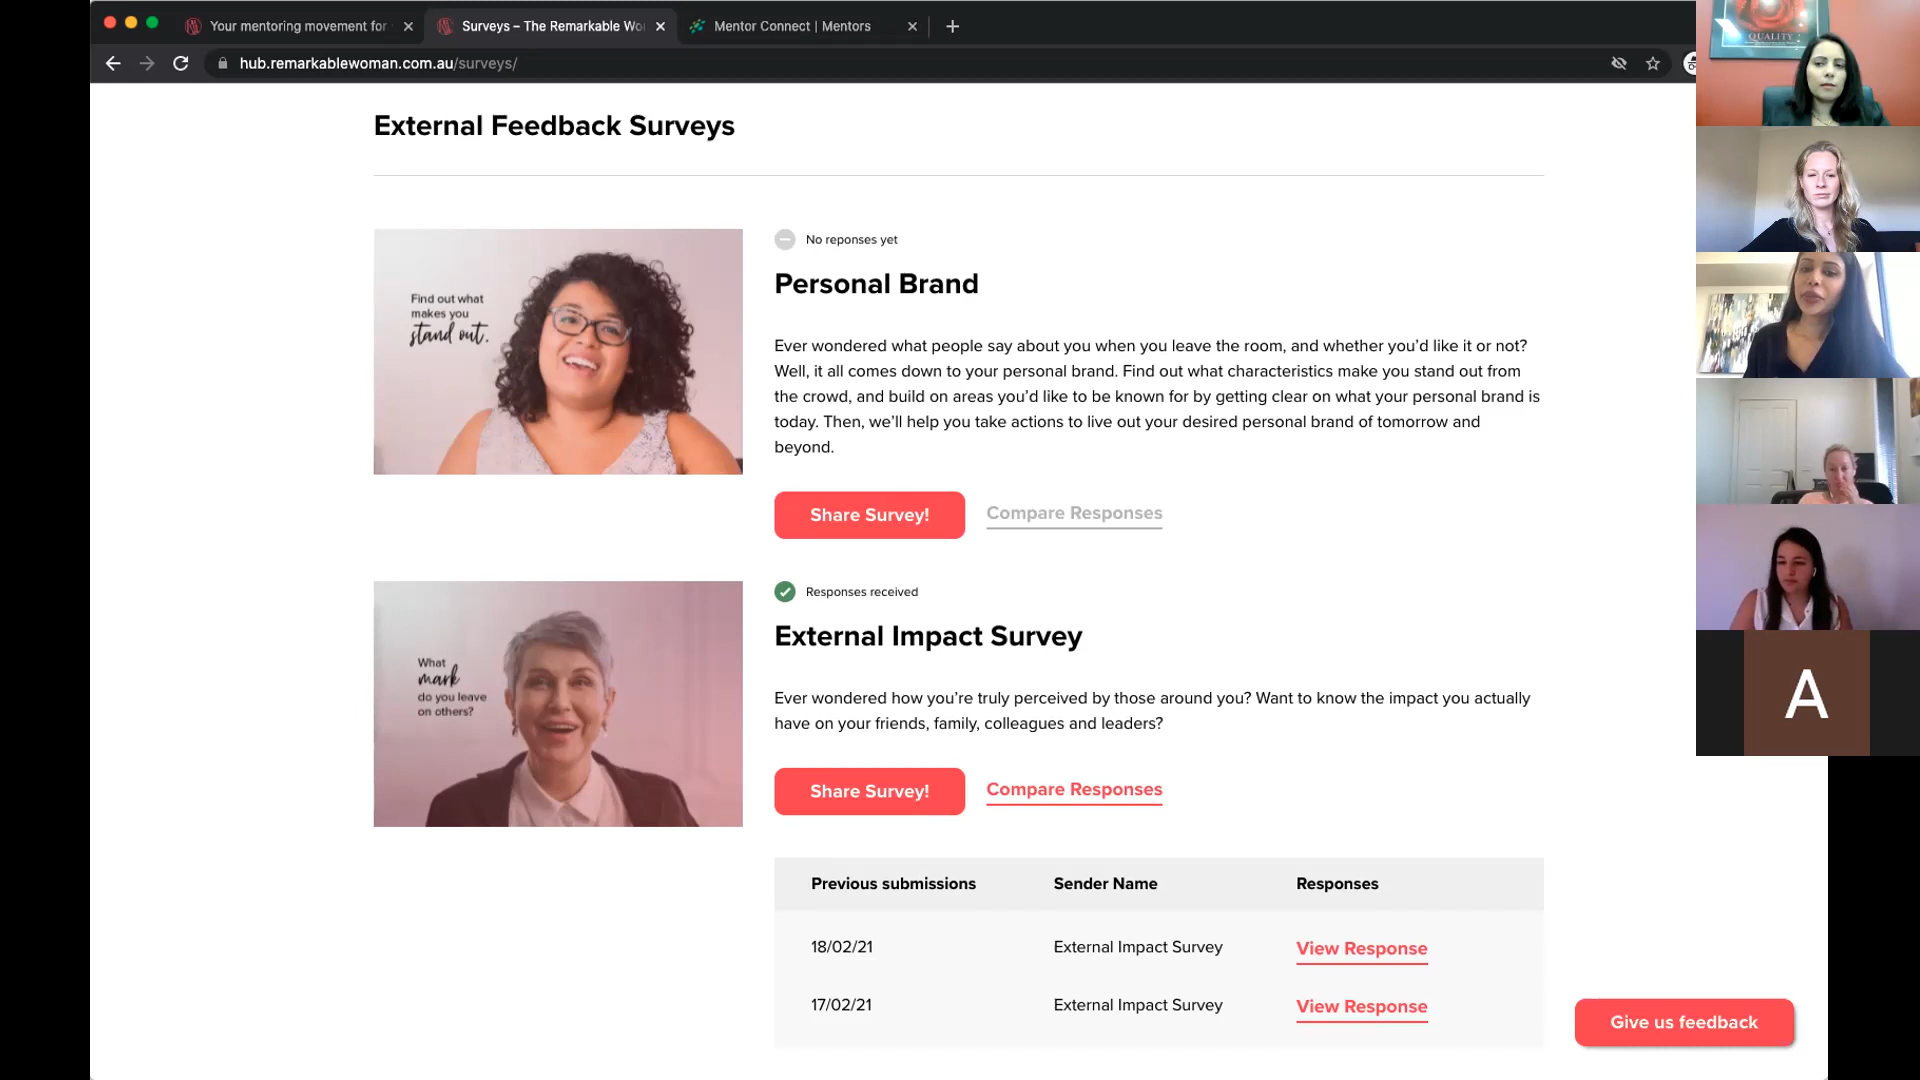 Your mentoring movement for
Surveys – The Remarkable Wo
Mentor Connect | Mentors
hub.remarkablewoman.com.au/surveys/
QUALITY
External Feedback Surveys
Find out what
makes you
stand out.
No reponses yet
Personal Brand
Ever wondered what people say about you when you leave the room, and whether you’d like it or not?
Well, it all comes down to your personal brand. Find out what characteristics make you stand out from
the crowd, and build on areas you’d like to be known for by getting clear on what your personal brand is
today. Then, we’ll help you take actions to live out your desired personal brand of tomorrow and
beyond.
Share Survey!
Compare Responses
What
mark
do you leave
on others?
Responses received
External Impact Survey
Ever wondered how you’re truly perceived by those around you? Want to know the impact you actually
have on your friends, family, colleagues and leaders?
Share Survey!
Compare Responses
A
Previous submissions Sender Name Responses
18/02/21 External Impact Survey View Response
17/02/21 External Impact Survey View Response
Give us feedback